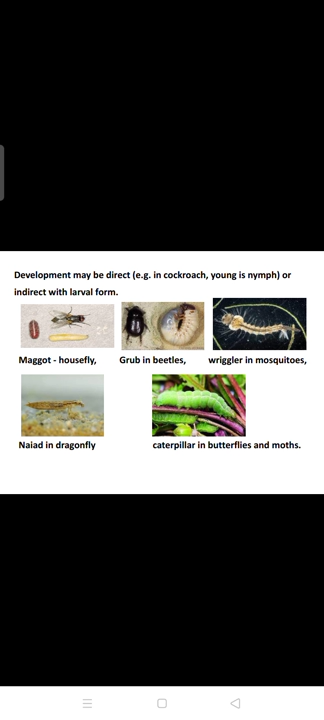 Development may be direct (e.g. in cockroach, young is nymph) or
indirect with larval form.
Maggot - housefly, Grub in beetles, wriggler in mosquitoes,
Naiad in dragonfly caterpillar in butterflies and moths.